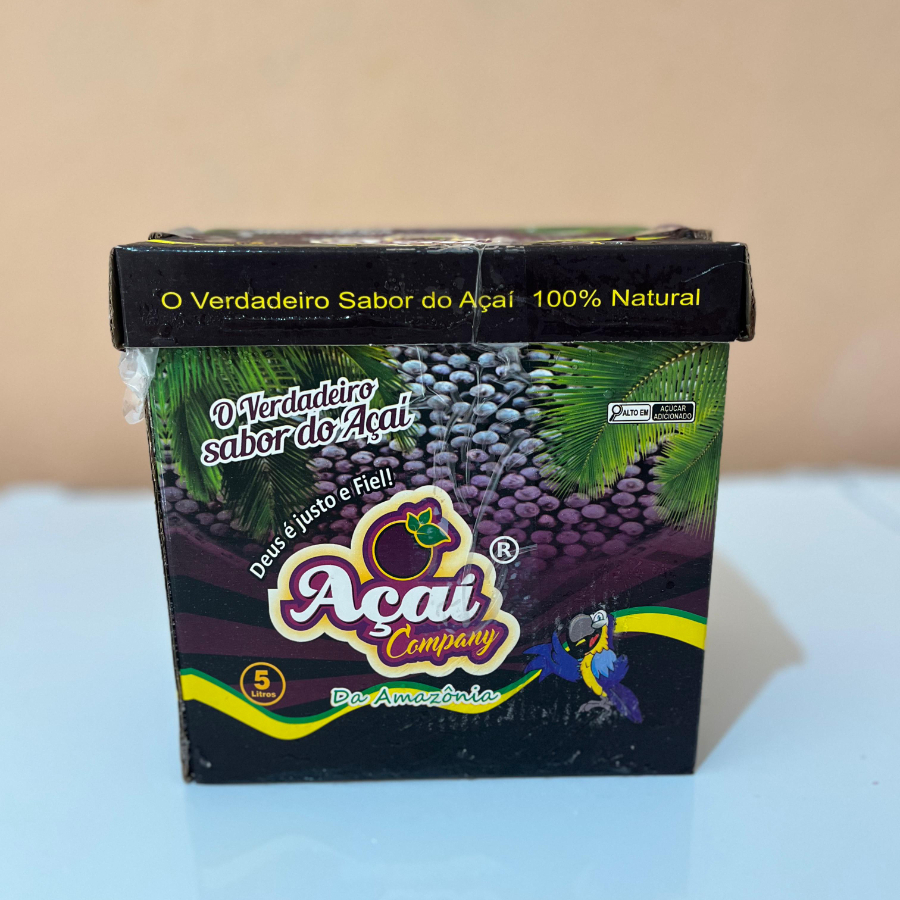 O Verdadeiro Sabor do Açaí 100% Natural
O Verdadeiro
sabor do Açaí
ALTO EM
AÇÚCAR
ADICIONADO
Deus é justo e Fiel!
®
Açaí
Company
5
Litros
Da Amazônia